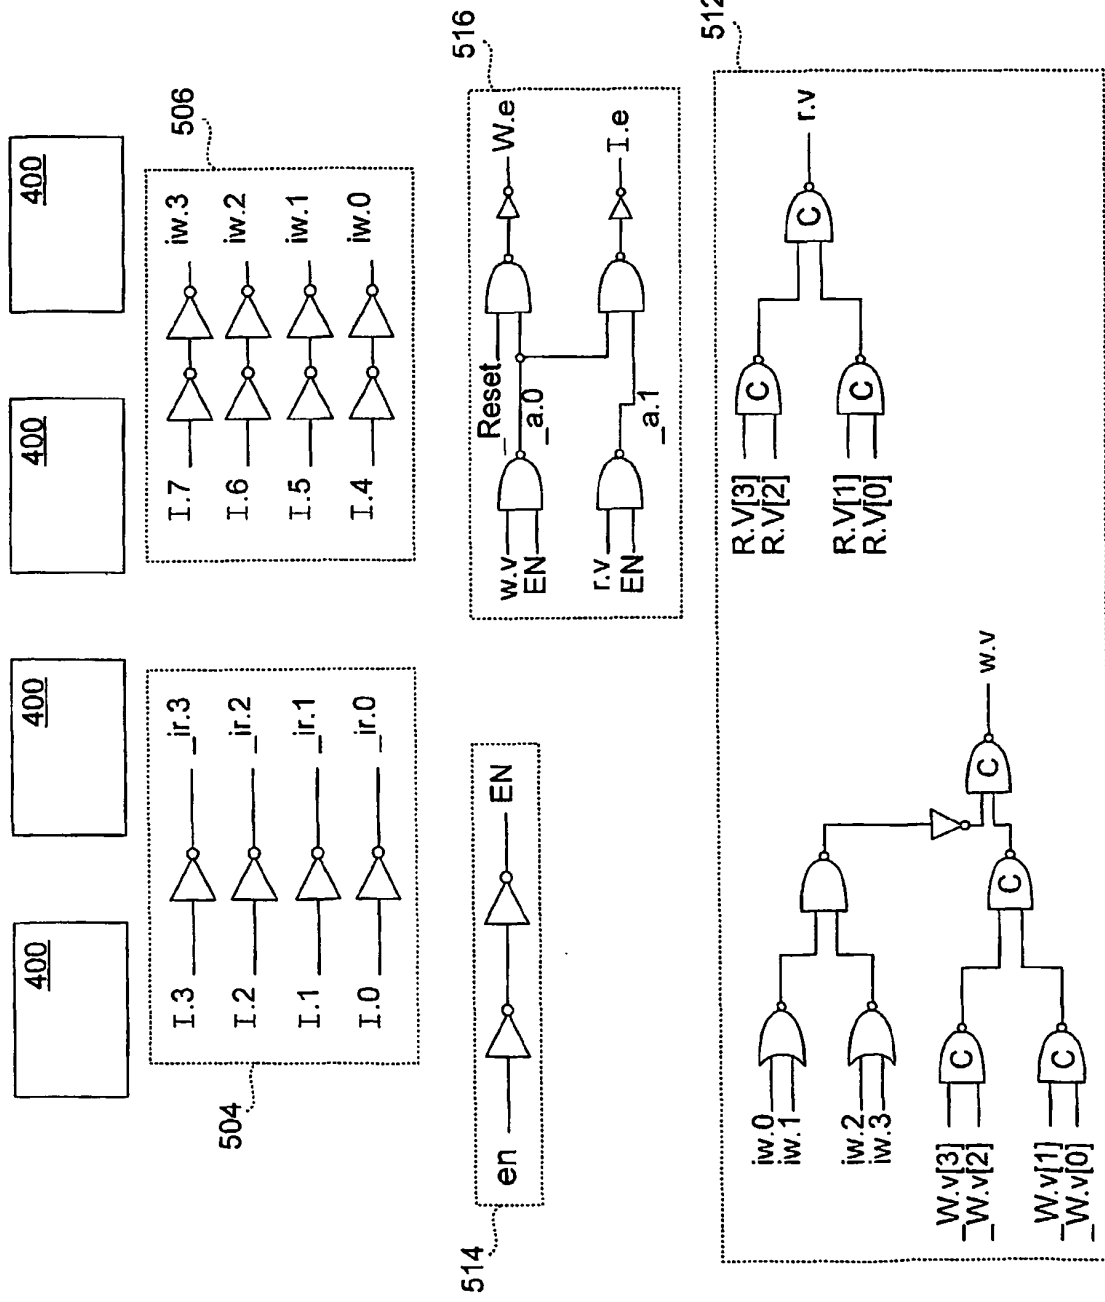 400
400
400
400
506
I.7
iw.3
I.6
iw.2
I.5
iw.1
I.4
iw.0
504
I.3
_ir.3
I.2
_ir.2
I.1
_ir.1
I.0
_ir.0
516
_Reset
W.e
w.v
EN
_a.0
I.e
r.v
EN
_a.1
514
en
EN
512
R.V[3]
R.V[2]
C
R.V[1]
R.V[0]
C
C
r.v
iw.0
iw.1
iw.2
iw.3
_W.v[3]
_W.v[2]
C
_W.v[1]
_W.v[0]
C
C
C
w.v